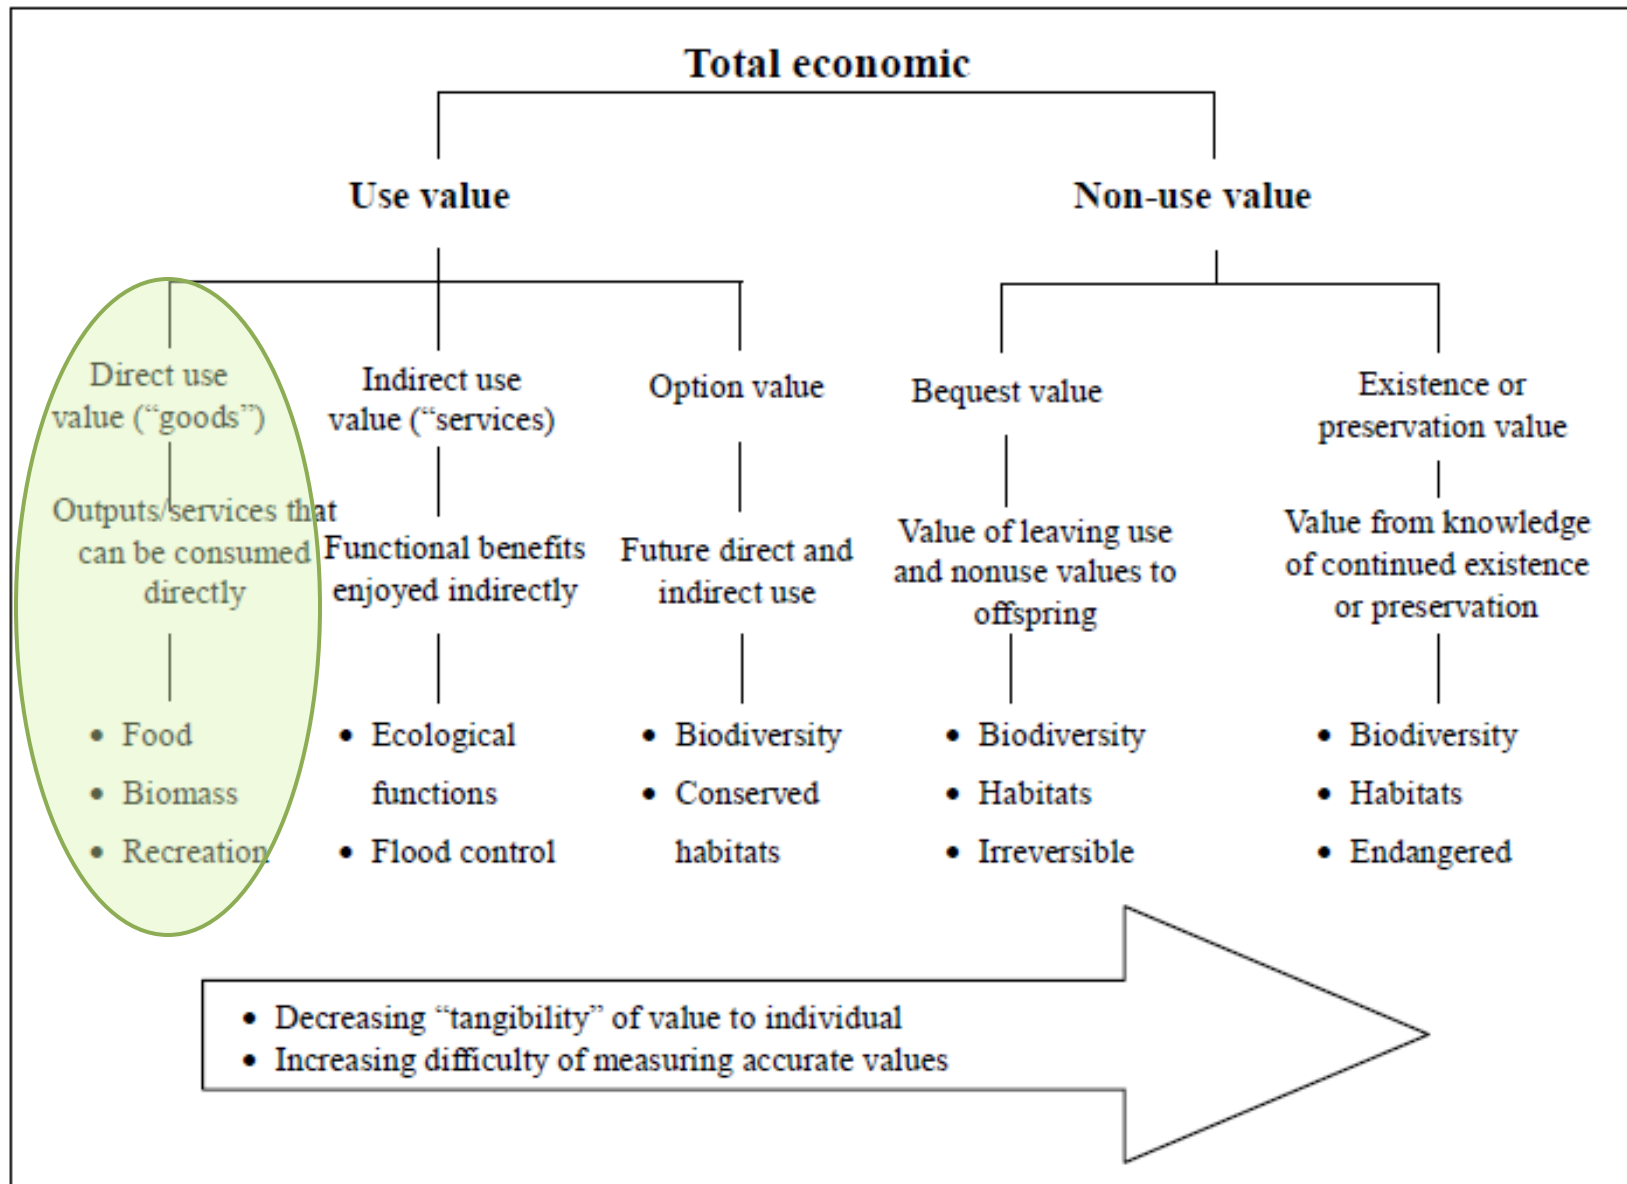 Total economic
Use value
Non-use value
Direct use
value (“goods”)
Outputs/services that
can be consumed
directly
• Food
• Biomass
• Recreation
Indirect use
value (“services)
Functional benefits
enjoyed indirectly
• Ecological
functions
• Flood control
Option value
Future direct and
indirect use
• Biodiversity
• Conserved
habitats
Bequest value
Value of leaving use
and nonuse values to
offspring
• Biodiversity
• Habitats
• Irreversible
Existence or
preservation value
Value from knowledge
of continued existence
or preservation
• Biodiversity
• Habitats
• Endangered
• Decreasing “tangibility” of value to individual
• Increasing difficulty of measuring accurate values